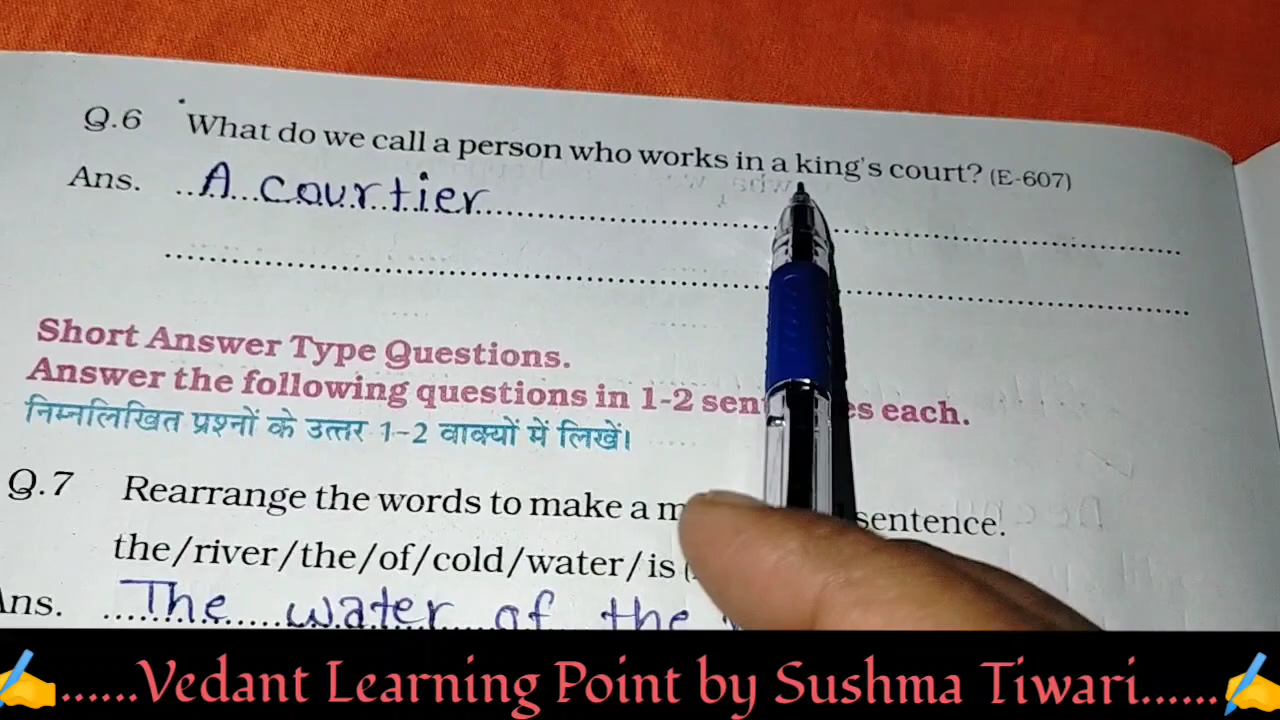 Q.6 What do we call a person who works in a king's court? (E-607)
Ans. A courtier
Short Answer Type Questions.
Answer the following questions in 1-2 each.
निम्नलिखित प्रश्नों के उत्तर 1-2 वाक्यों में लिखें।
Q.7 Rearrange the words to make a sentence.
the/river/the/of/cold/water/is
Ans. The water of the
✍️......Vedant Learning Point by Sushma Tiwari......✍️